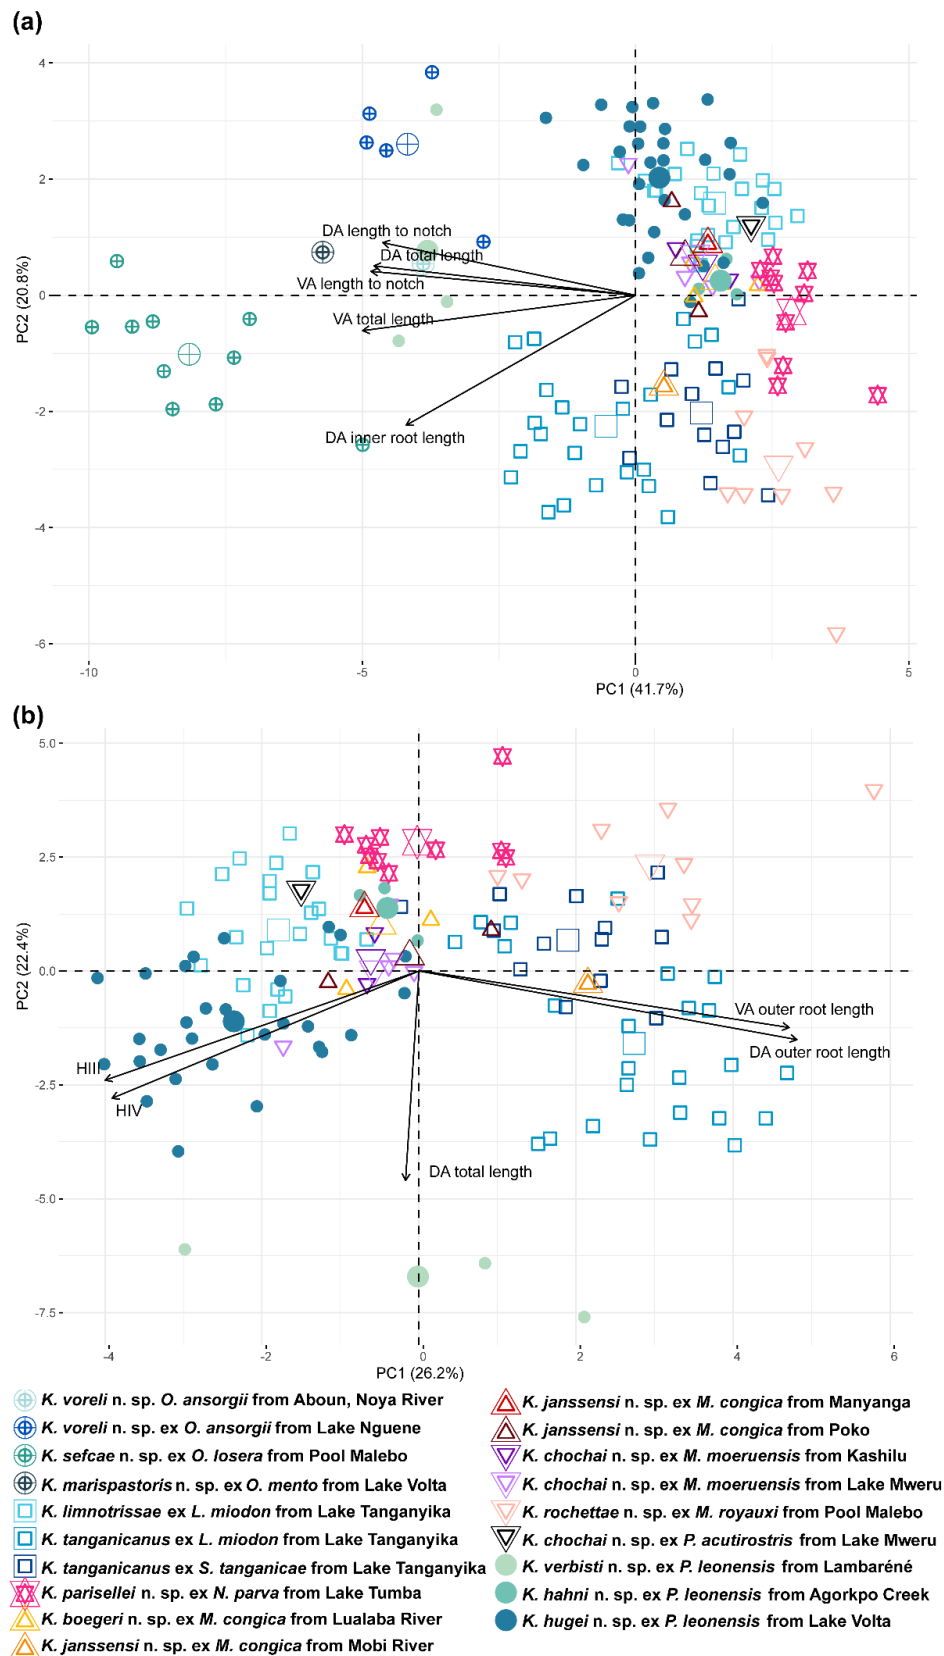 (a)
4
2
0
-2
-4
-6
PC2 (20.8%)
DA length to notch
DA total length
VA length to notch
VA total length
DA inner root length
-10
-5
0
5
PC1 (41.7%)
(b)
5.0
2.5
0.0
-2.5
-5.0
-7.5
PC2 (22.4%)
VA outer root length
DA outer root length
HIII
HIV
DA total length
-4
-2
0
2
4
6
PC1 (26.2%)
K. voreli n. sp. O. ansorgii from Aboun, Noya River
K. voreli n. sp. ex O. ansorgii from Lake Nguene
K. sefcae n. sp. ex O. losera from Pool Malebo
K. marispastoris n. sp. ex O. mento from Lake Volta
K. limnotrissae ex L. miodon from Lake Tanganyika
K. tanganicanus ex L. miodon from Lake Tanganyika
K. tanganicanus ex S. tanganicae from Lake Tanganyika
K. parisellei n. sp. ex N. parva from Lake Tumba
K. boegeri n. sp. ex M. congica from Lualaba River
K. janssensi n. sp. ex M. congica from Mobi River
K. janssensi n. sp. ex M. congica from Manyanga
K. janssensi n. sp. ex M. congica from Poko
K. chochai n. sp. ex M. moeruensis from Kashilu
K. chochai n. sp. ex M. moeruensis from Lake Mweru
K. rochettae n. sp. ex M. royauxi from Pool Malebo
K. chochai n. sp. ex P. acutirostris from Lake Mweru
K. verbisti n. sp. ex P. leonensis from Lambaréné
K. hahni n. sp. ex P. leonensis from Agorkpo Creek
K. hugei n. sp. ex P. leonensis from Lake Volta